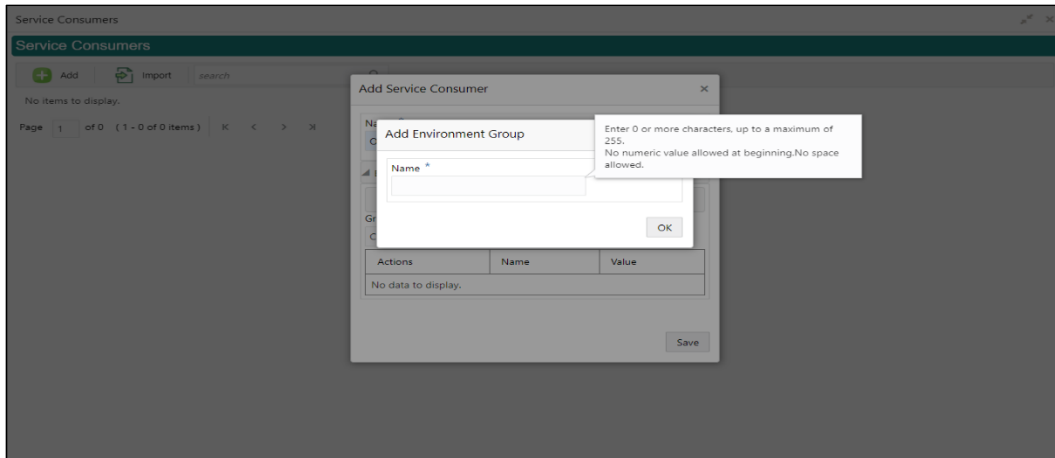 Service Consumers
Service Consumers
Add Import search
No items to display.
Page 1 of 0 (1 - 0 of 0 items)
Add Service Consumer
Na
Add Environment Group
Enter 0 or more characters, up to a maximum of
255.
No numeric value allowed at beginning.No space
allowed.
Name *
Gr
OK
Actions Name Value
No data to display.
Save